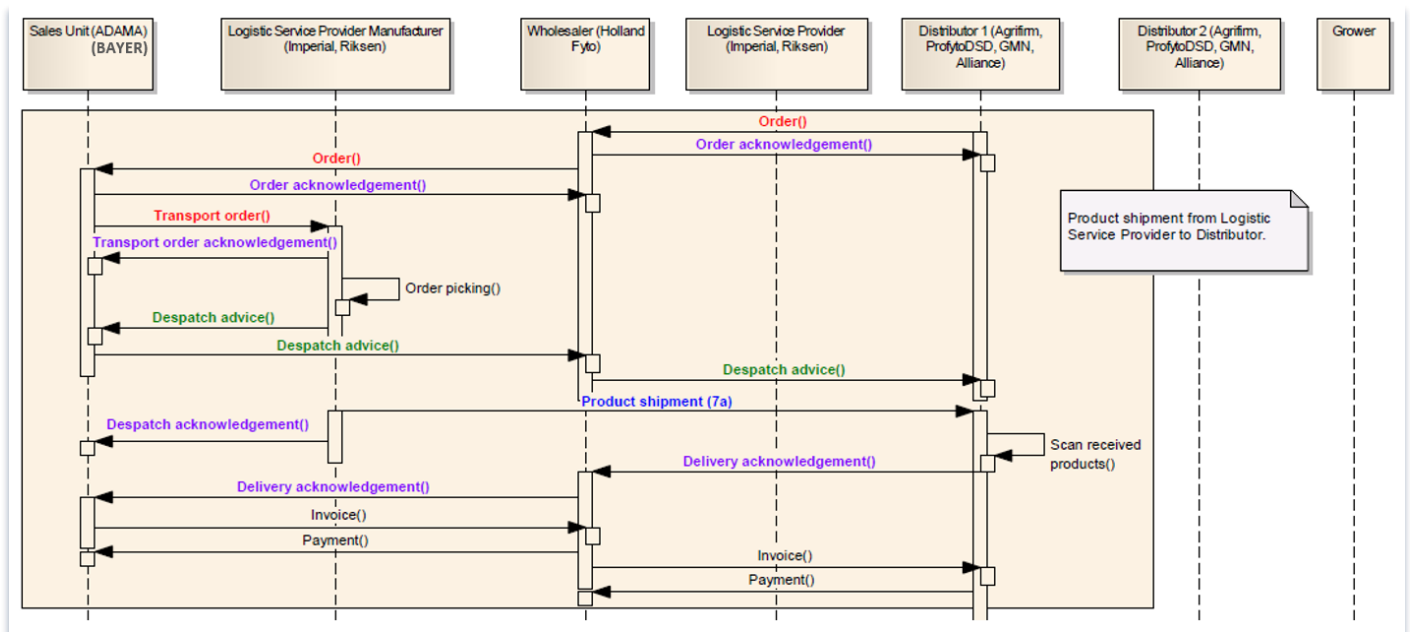 Sales Unit (ADAMA)
(BAYER)
Logistic Service Provider Manufacturer
(Imperial, Riksen)
Wholesaler (Holland
Fyto)
Logistic Service Provider
(Imperial, Riksen)
Distributor 1 (Agrifirm,
ProfytoDSD, GMN,
Alliance)
Distributor 2 (Agrifirm,
ProfytoDSD, GMN,
Alliance)
Grower
Order()
Order acknowledgement()
Order()
Order acknowledgement()
Transport order()
Product shipment from Logistic
Service Provider to Distributor.
Transport order acknowledgement()
Order picking()
Despatch advice()
Despatch advice()
Despatch advice()
Product shipment (7a)
Despatch acknowledgement()
Scan received
products()
Delivery acknowledgement()
Delivery acknowledgement()
Invoice()
Payment()
Invoice()
Payment()